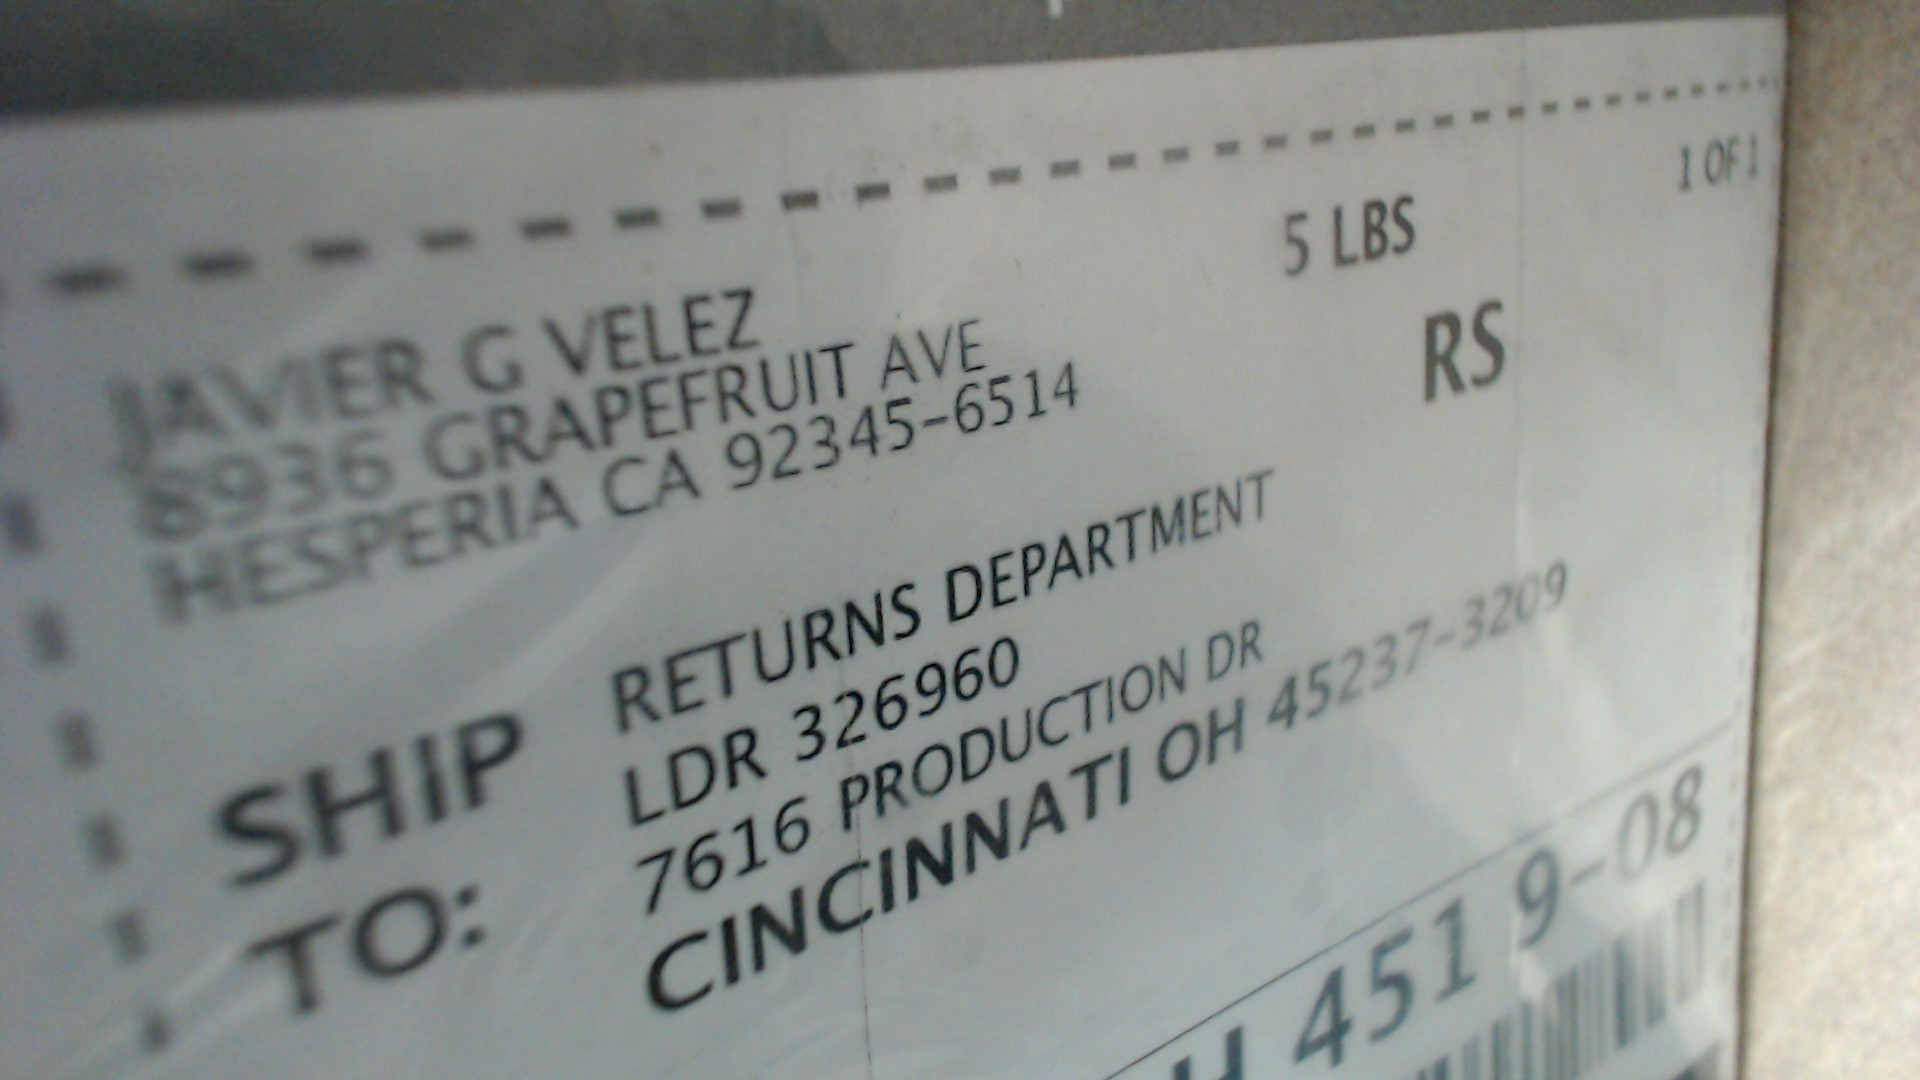 1 OF 1
5 LBS
RS
JAVIER G VELEZ
8936 GRAPEFRUIT AVE
HESPERIA CA 92345-6514
SHIP
TO:
RETURNS DEPARTMENT
LDR 326960
7616 PRODUCTION DR
CINCINNATI OH 45237-3209
H 451 9-08